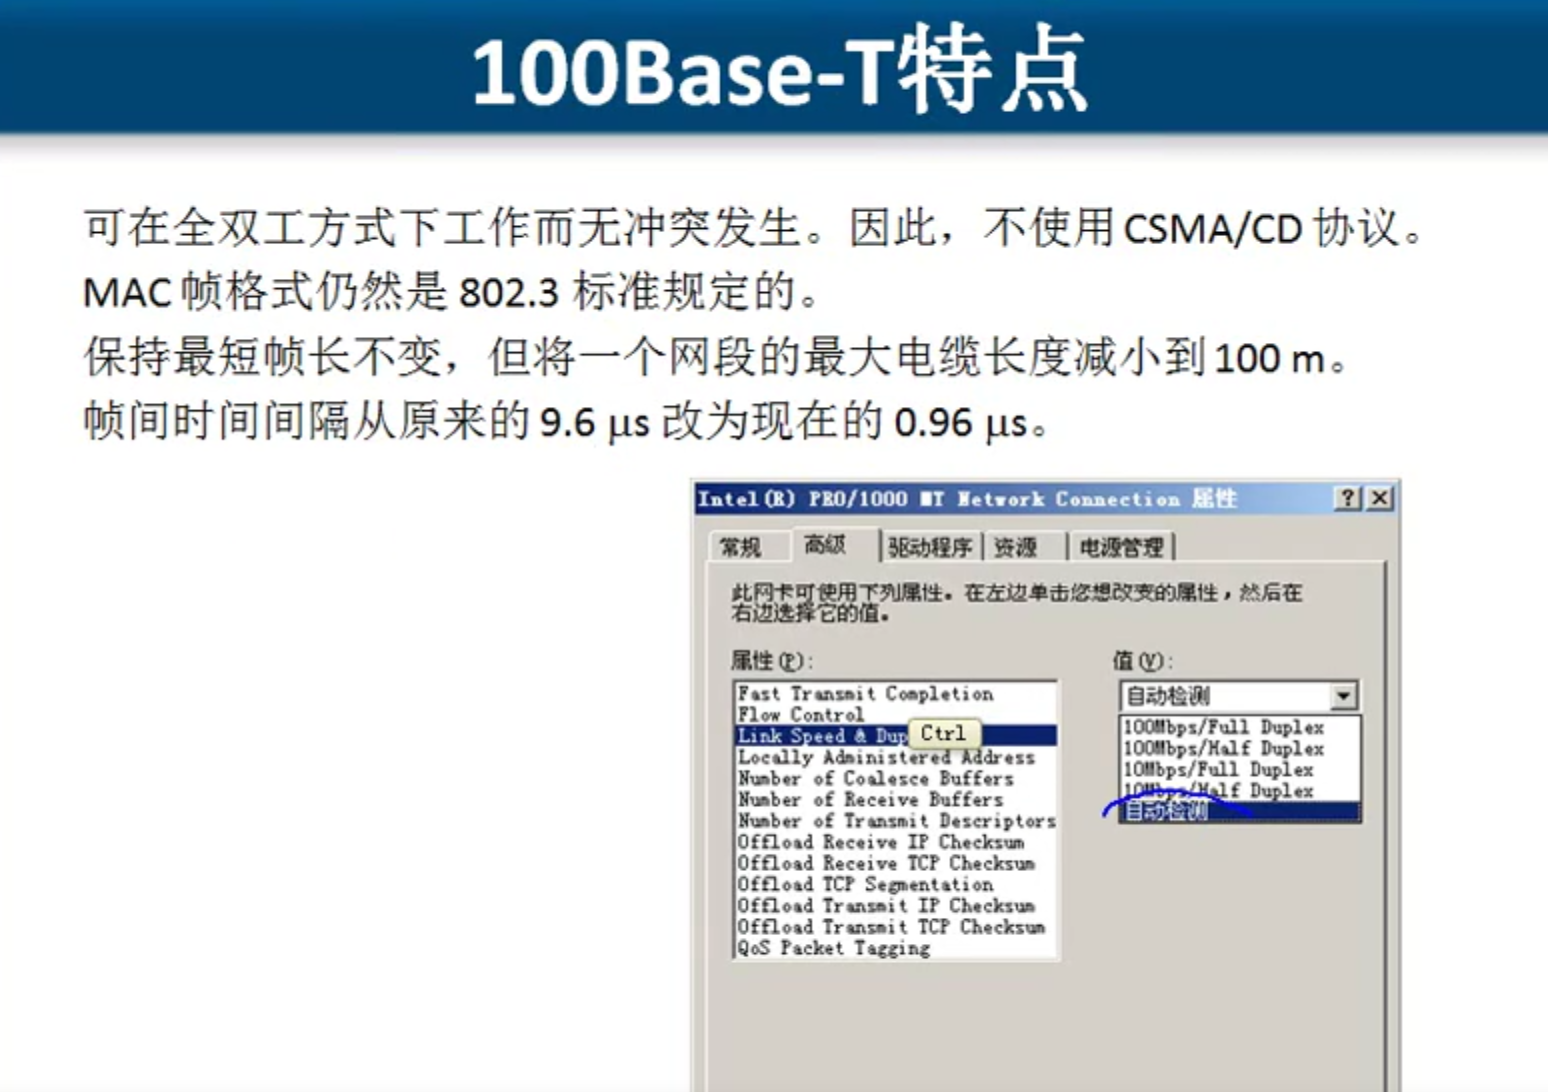 100Base-T特点
可在全双工方式下工作而无冲突发生。因此，不使用CSMA/CD 协议。
MAC 帧格式仍然是 802.3 标准规定的。
保持最短帧长不变，但将一个网段的最大电缆长度减小到100 m。
帧间时间间隔从原来的 9.6 μs 改为现在的 0.96 μs。
Intel(R) PRO/1000 MT Network Connection 属性
常规 高级 驱动程序 资源 电源管理
此网卡可使用下列属性。在左边单击您想改变的属性，然后在
右边选择它的值。
属性(P):
Fast Transmit Completion
Flow Control
Link Speed & Dup
Ctrl
Locally Administered Address
Number of Coalesce Buffers
Number of Receive Buffers
Number of Transmit Descriptors
Offload Receive IP Checksum
Offload Receive TCP Checksum
Offload TCP Segmentation
Offload Transmit IP Checksum
Offload Transmit TCP Checksum
QoS Packet Tagging
值(V):
自动检测
100Mbps/Full Duplex
100Mbps/Half Duplex
10Mbps/Full Duplex
10Mbps/Half Duplex
自动检测